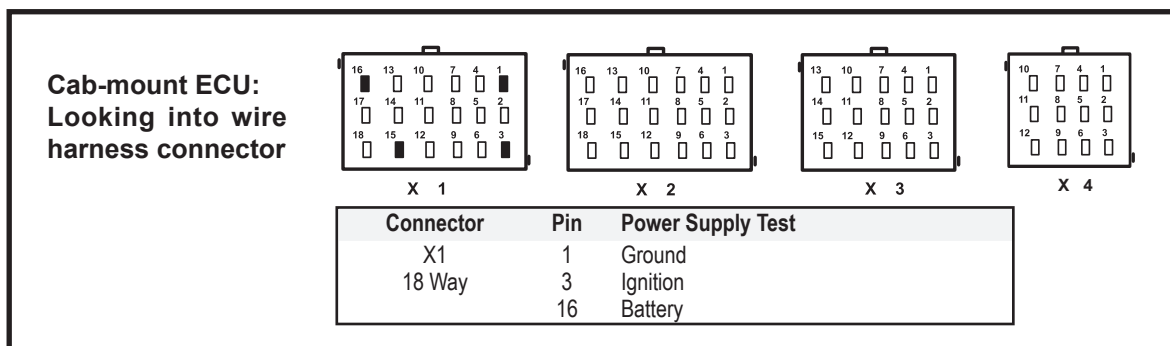 Cab-mount ECU:
Looking into wire
harness connector
16 13 10 7 4 1
17 14 11 8 5 2
18 15 12 9 6 3
X 1
16 13 10 7 4 1
17 14 11 8 5 2
18 15 12 9 6 3
X 2
13 10 7 4 1
14 11 8 5 2
15 12 9 6 3
X 3
10 7 4 1
11 8 5 2
12 9 6 3
X 4
Connector Pin Power Supply Test
X1 1 Ground
18 Way 3 Ignition
16 Battery